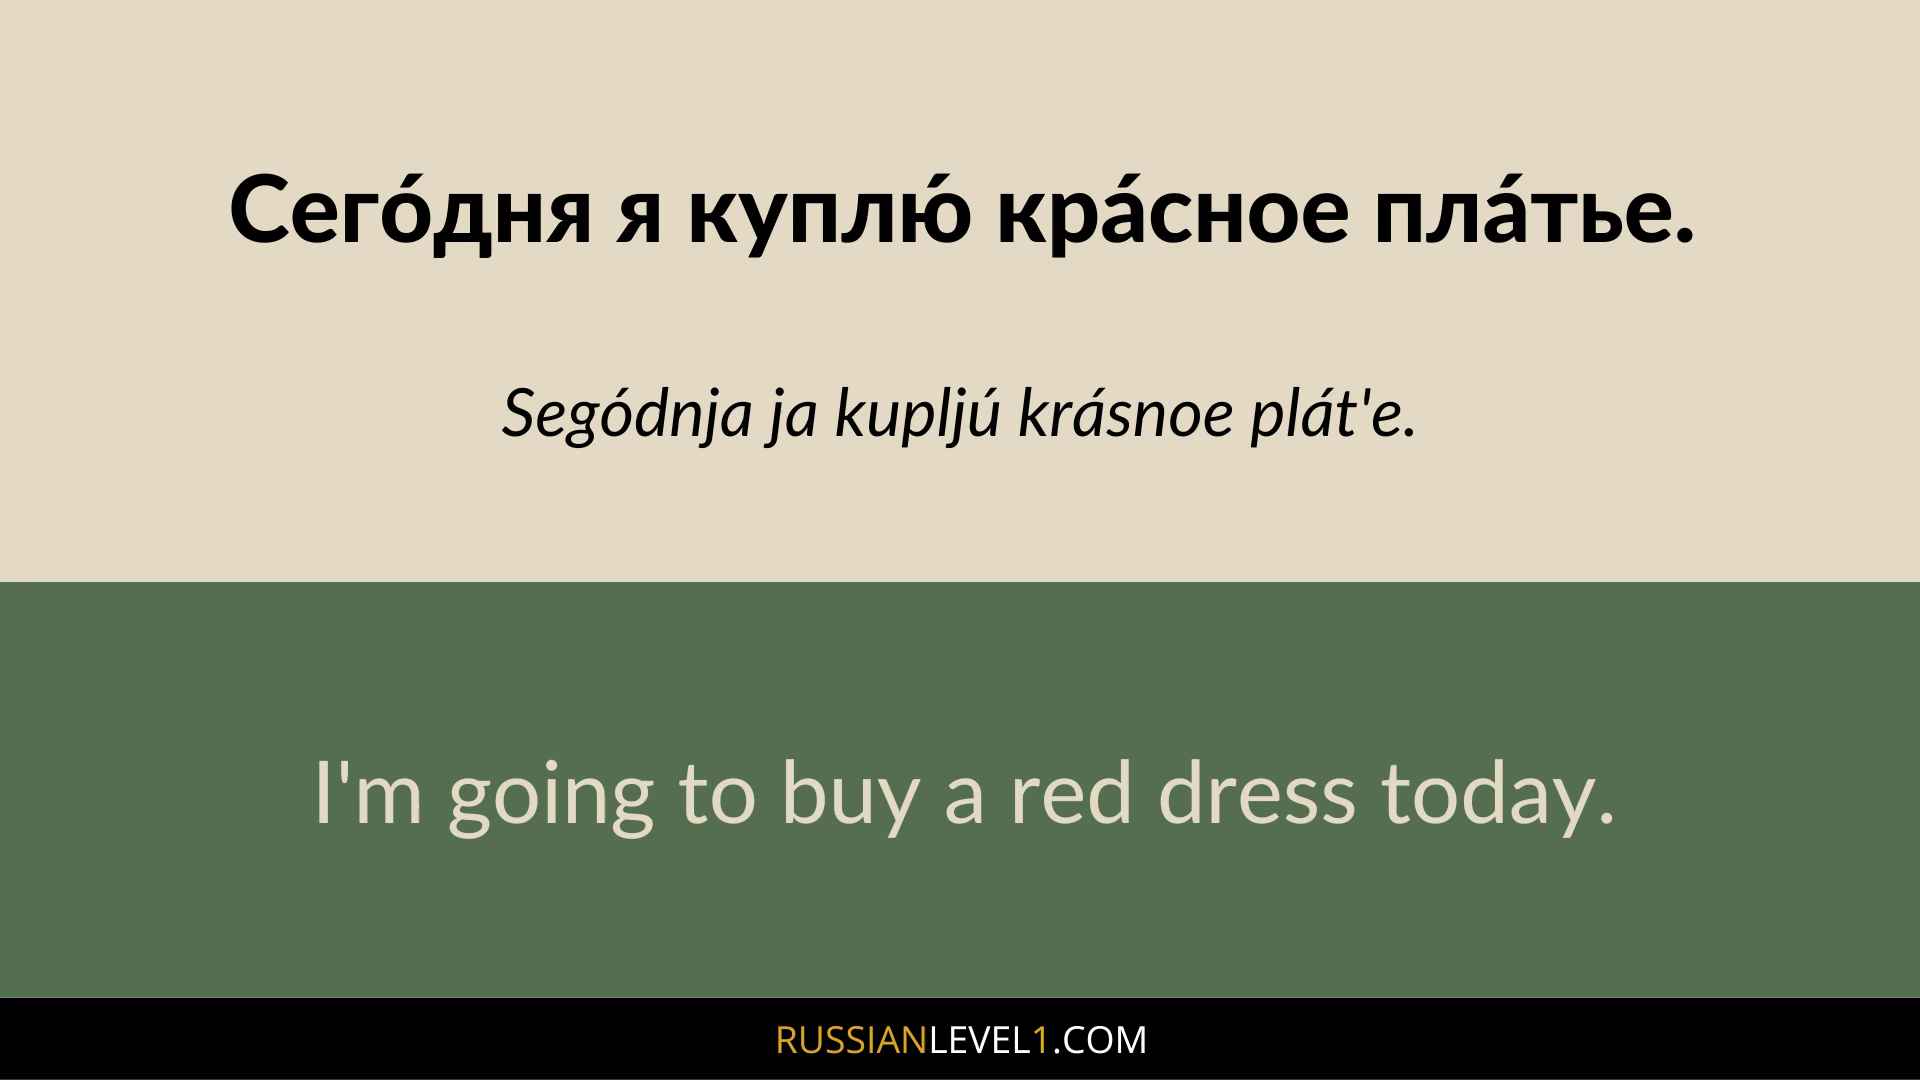 Сего́дня я куплю́ кра́сное пла́тье.
Segódnja ja kupljú krásnoe plát'e.
I'm going to buy a red dress today.
RUSSIANLEVEL1.COM